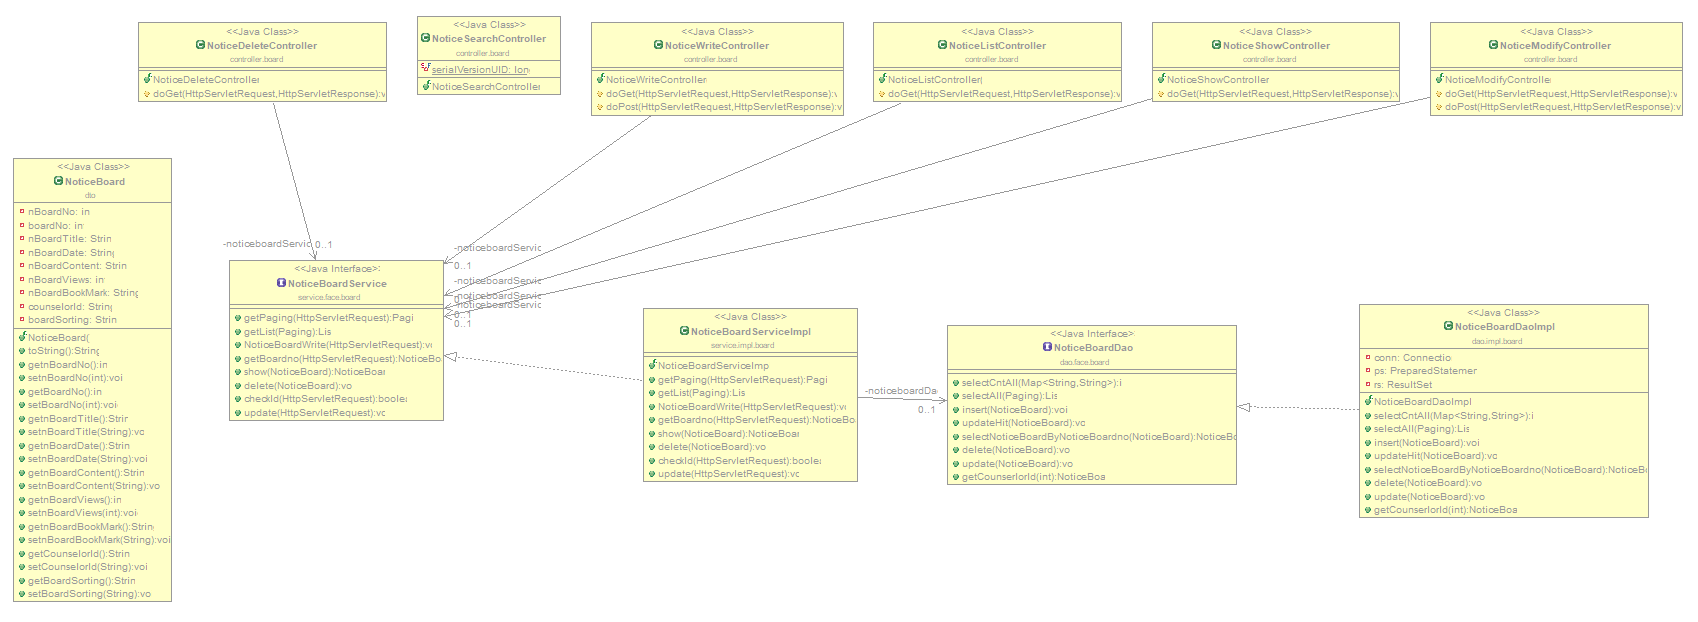 <<Java Class>>
NoticeDeleteController
controller.board
NoticeDeleteController
doGet(HttpServletRequest,HttpServletResponse):v
<<Java Class>>
NoticeSearchController
controller.board
serialVersionUID: lon
NoticeSearchController
<<Java Class>>
NoticeWriteController
controller.board
NoticeWriteController
doGet(HttpServletRequest,HttpServletResponse):v
doPost(HttpServletRequest,HttpServletResponse):v
<<Java Class>>
NoticeListController
controller.board
NoticeListController(
doGet(HttpServletRequest,HttpServletResponse):v
<<Java Class>>
NoticeShowController
controller.board
NoticeShowController
doGet(HttpServletRequest,HttpServletResponse):v
<<Java Class>>
NoticeModifyController
controller.board
NoticeModifyController
doGet(HttpServletRequest,HttpServletResponse):v
doPost(HttpServletRequest,HttpServletResponse):v
<<Java Class>>
NoticeBoard
dto
nBoardNo: in
boardNo: in
nBoardTitle: Strin
nBoardDate: String
nBoardContent: Strin
nBoardViews: in
nBoardBookMark: String
counselorId: String
boardSorting: Strin
NoticeBoard(
toString():String
getnBoardNo():in
setnBoardNo(int):voi
getBoardNo():in
setBoardNo(int):voi
getnBoardTitle():Strin
setnBoardTitle(String):vo
getnBoardDate():Strin
setnBoardDate(String):voi
getnBoardContent():Strin
setnBoardContent(String):vo
getnBoardViews():in
setnBoardViews(int):voi
getnBoardBookMark():Strin
setnBoardBookMark(String):voi
getCounselorId():Strin
setCounselorId(String):voi
getBoardSorting():Strin
setBoardSorting(String):vo
-noticeboardServic
0..1
-noticeboardServic
0..1
-noticeboardServic
-noticeboardServic
-noticeboardServic
0..1
0..1
<<Java Interface>
NoticeBoardService
service.face.board
getPaging(HttpServletRequest):Pagi
getList(Paging):Lis
NoticeBoardWrite(HttpServletRequest):v
getBoardno(HttpServletRequest):NoticeBo
show(NoticeBoard):NoticeBoar
delete(NoticeBoard):vo
checkId(HttpServletRequest):boolea
update(HttpServletRequest):vo
<<Java Class>>
NoticeBoardServiceImpl
service.impl.board
NoticeBoardServiceImp
getPaging(HttpServletRequest):Pagi
getList(Paging):Lis
NoticeBoardWrite(HttpServletRequest):v
getBoardno(HttpServletRequest):NoticeBo
show(NoticeBoard):NoticeBoar
delete(NoticeBoard):vo
checkId(HttpServletRequest):boolea
update(HttpServletRequest):vo
-noticeboardDa
0..1
<<Java Interface>
NoticeBoardDao
dao.face.board
selectCntAll(Map<String,String>):i
selectAll(Paging):Lis
insert(NoticeBoard):voi
updateHit(NoticeBoard):vo
selectNoticeBoardByNoticeBoardno(NoticeBoard):NoticeBo
delete(NoticeBoard):vo
update(NoticeBoard):vo
getCounserlorId(int):NoticeBoa
<<Java Class>>
NoticeBoardDaoImpl
dao.impl.board
conn: Connectio
ps: PreparedStatemer
rs: ResultSet
NoticeBoardDaoImpl
selectCntAll(Map<String,String>):i
selectAll(Paging):Lis
insert(NoticeBoard):voi
updateHit(NoticeBoard):vo
selectNoticeBoardByNoticeBoardno(NoticeBoard):NoticeB
delete(NoticeBoard):vo
update(NoticeBoard):vo
getCounserlorId(int):NoticeBoa